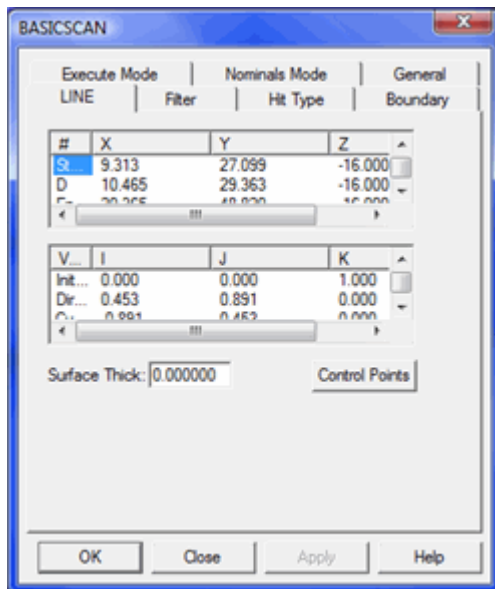 BASICSCAN
Execute Mode Nominals Mode General
LINE Filter Hit Type Boundary
# X Y Z
St... 9.313 27.099 -16.000
D 10.465 29.363 -16.000
V... I J K
Init... 0.000 0.000 1.000
Dir... 0.453 0.891 0.000
Surface Thick: 0.000000 Control Points
OK Close Apply Help